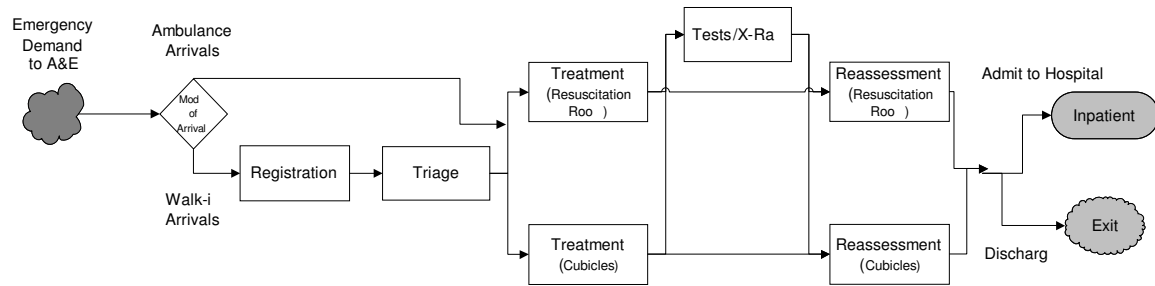 Emergency
Demand
to A&E
Ambulance
Arrivals
Mod
of
Arrival
Walk-i
Arrivals
Registration
Triage
Treatment
(Resuscitation
Roo )
Treatment
(Cubicles)
Tests/X-Ra
Reassessment
(Resuscitation
Roo )
Reassessment
(Cubicles)
Admit to Hospital
Inpatient
Exit
Discharg